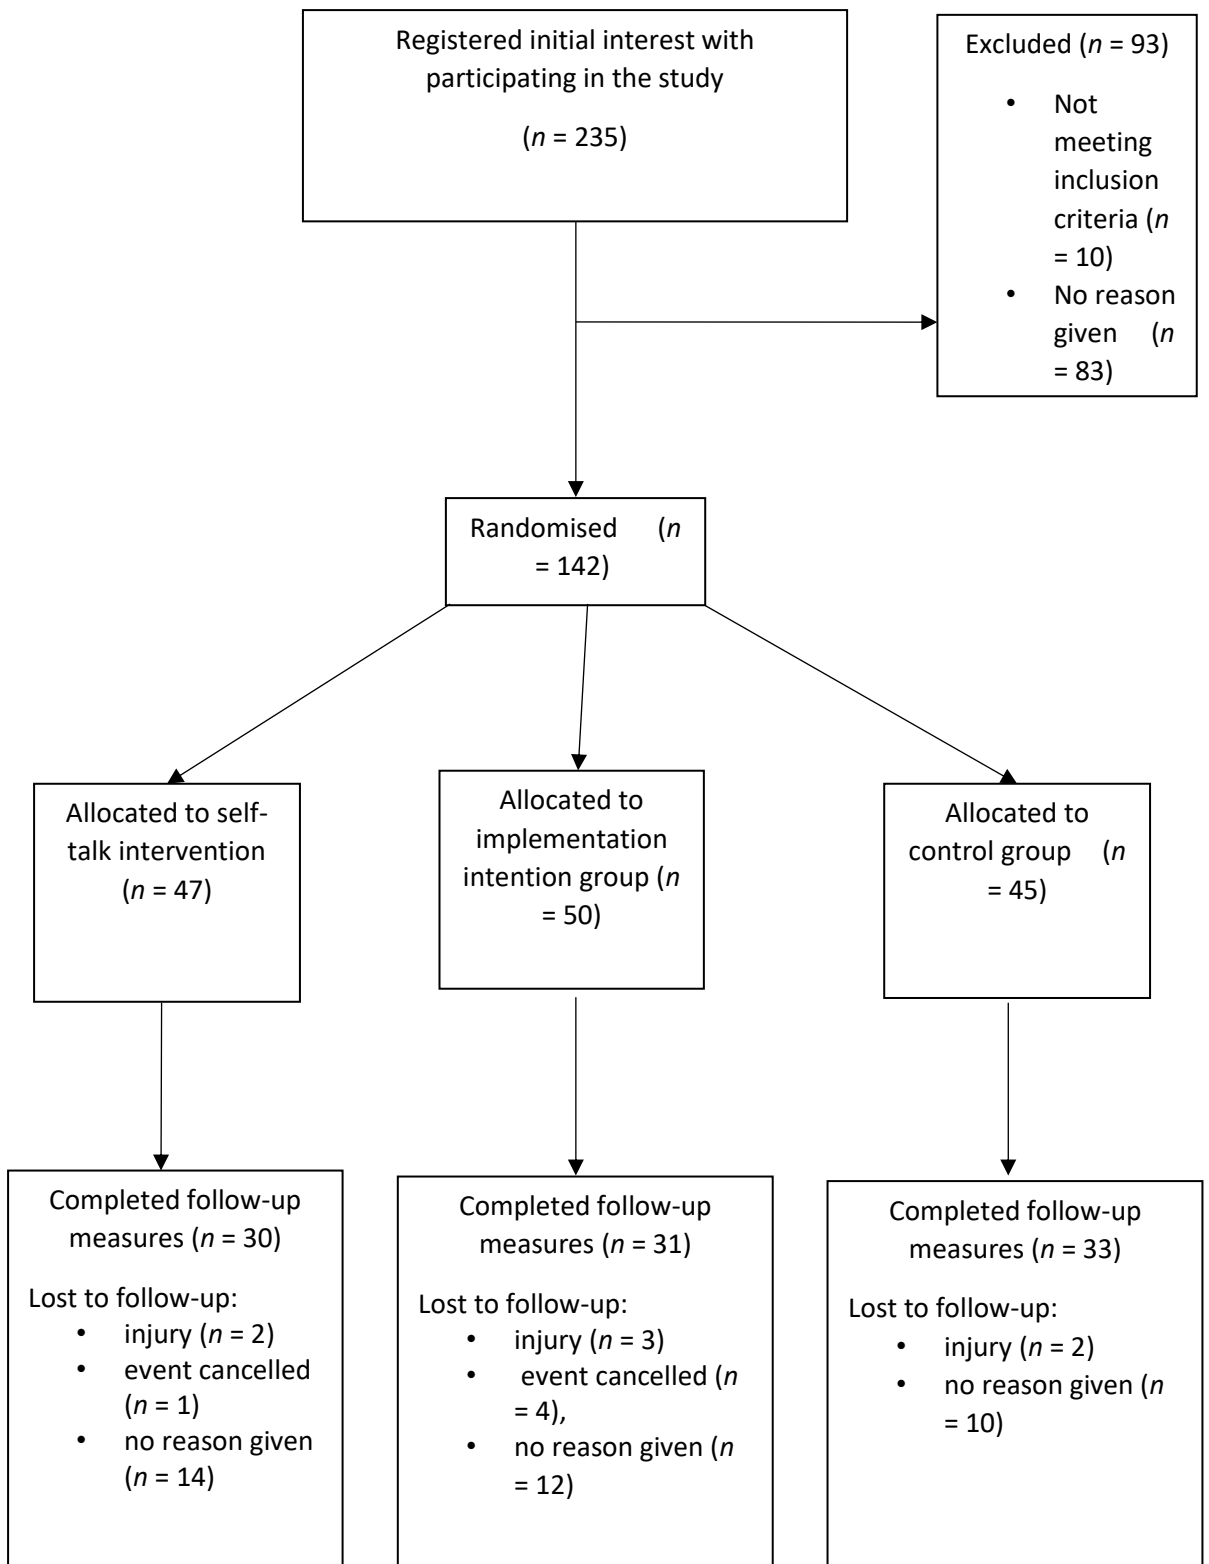 Registered initial interest with
participating in the study
(n = 235)
Excluded (n = 93)
• Not
meeting
inclusion
criteria (n
= 10)
• No reason
given (n
= 83)
Randomised (n
= 142)
Allocated to self-
talk intervention
(n = 47)
Allocated to
implementation
intention group (n
= 50)
Allocated to
control group (n
= 45)
Completed follow-up
measures (n = 30)
Lost to follow-up:
• injury (n = 2)
• event cancelled
(n = 1)
• no reason given
(n = 14)
Completed follow-up
measures (n = 31)
Lost to follow-up:
• injury (n = 3)
• event cancelled (n
= 4),
• no reason given (n
= 12)
Completed follow-up
measures (n = 33)
Lost to follow-up:
• injury (n = 2)
• no reason given (n
= 10)